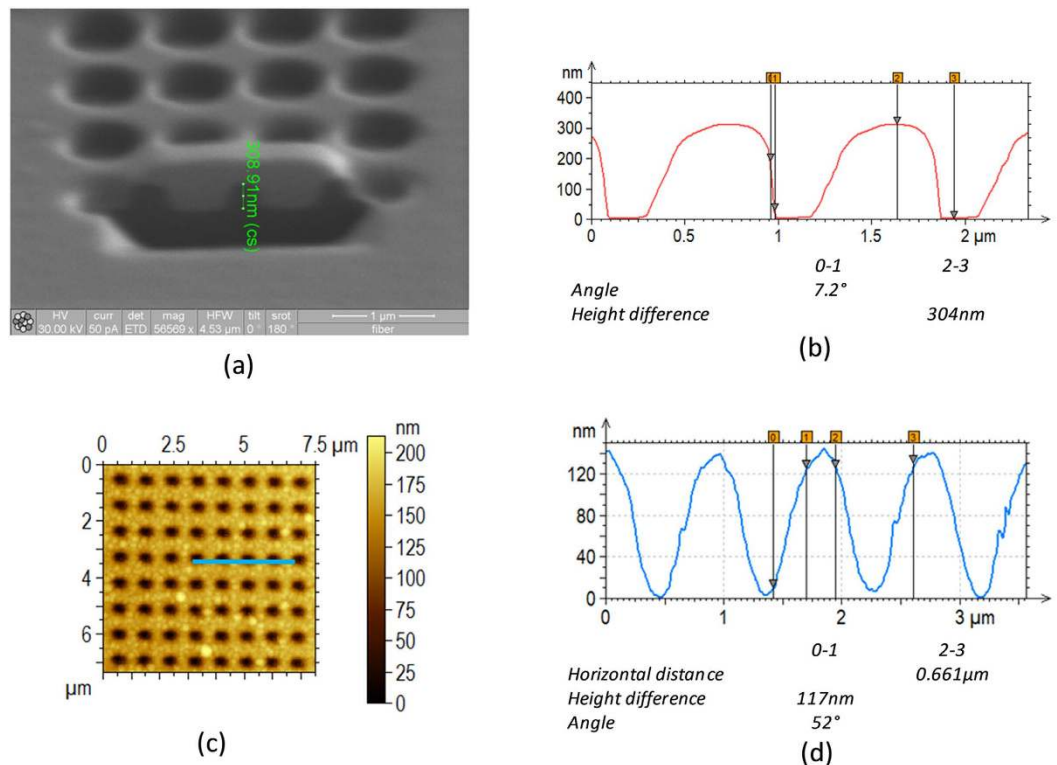 308.91nm (cs)
HV curr det mag HFW tilt srot 1 µm
30.00 kV 50 pA ETD 56569 x 4.53 µm 0 ° 180 ° fiber
(a)
nm
0 1 2 3
400
300
200
100
0
0 0.5 1 1.5 2 µm
0-1 2-3
Angle 7.2°
Height difference 304nm
(b)
0 2.5 5 µm 7.5
nm
0
2
4
6
µm
200
175
150
125
100
75
50
25
0
(c)
nm
0 1 2 3
120
80
40
0
0 1 2 3 µm
0-1 2-3
Horizontal distance 0.661µm
Height difference 117nm
Angle 52°
(d)